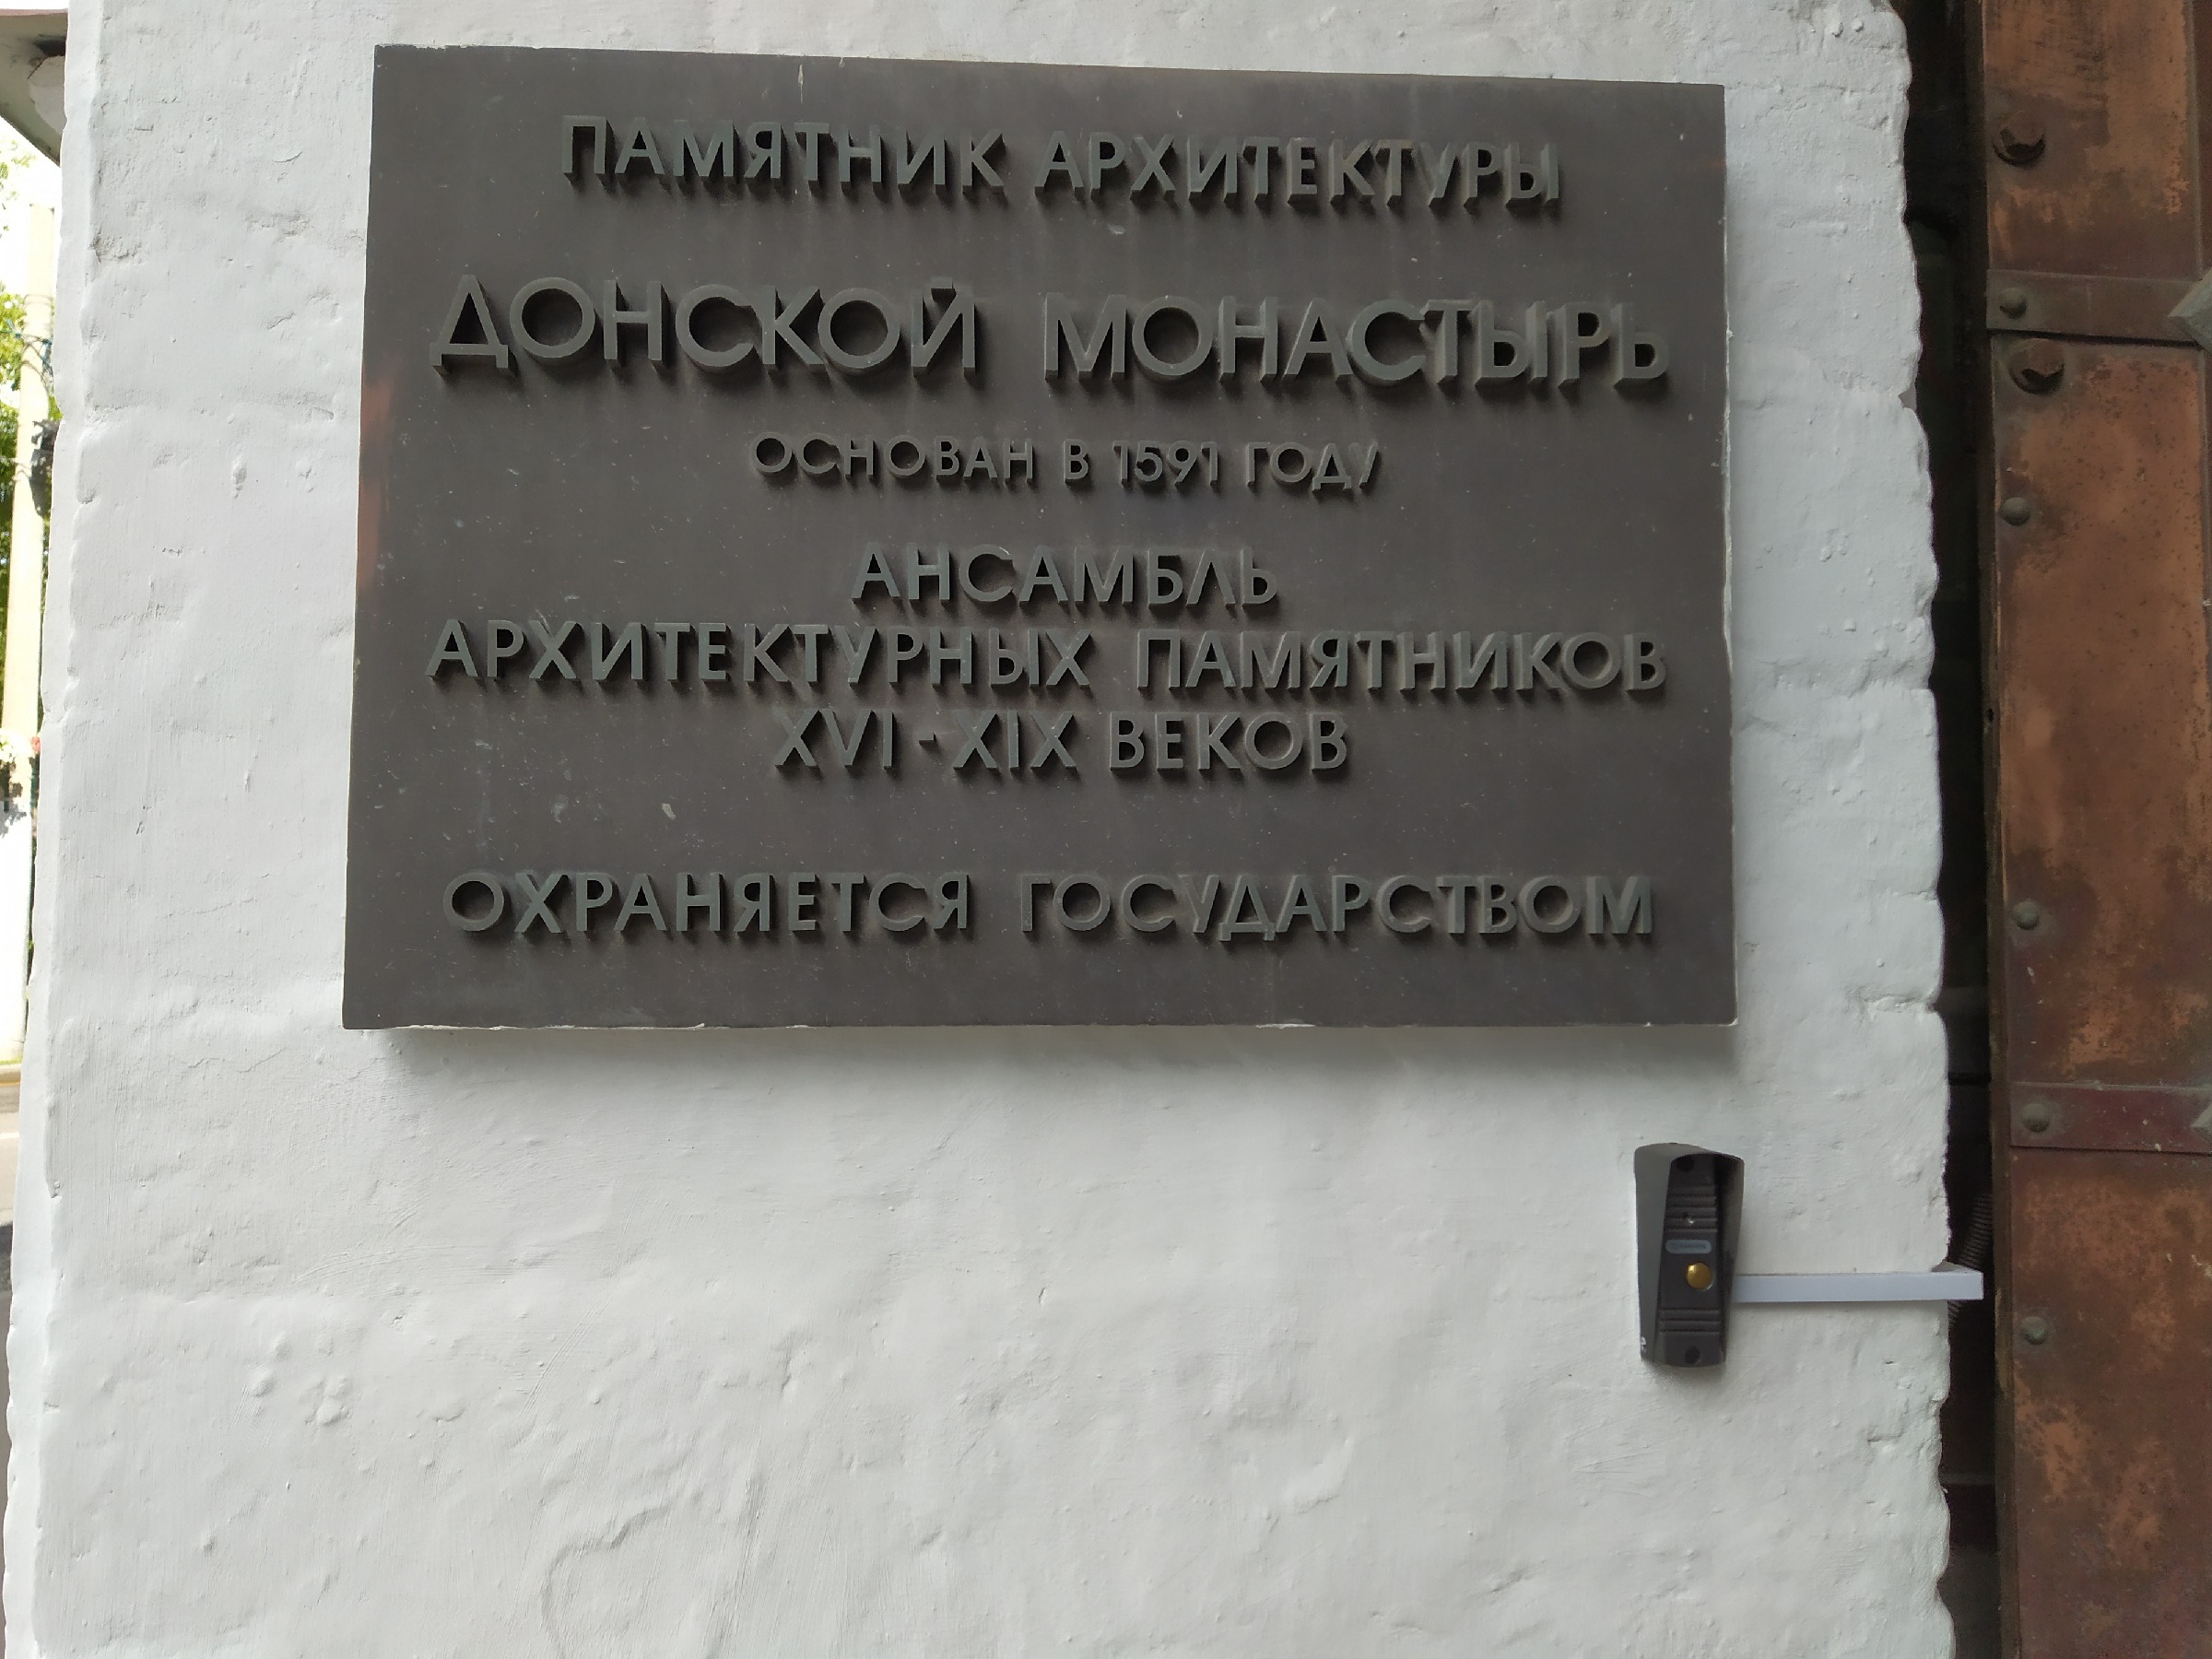 ПАМЯТНИК АРХИТЕКТУРЫ
ДОНСКОЙ МОНАСТЫРЬ
ОСНОВАН В 1591 ГОДУ
АНСАМБЛЬ
АРХИТЕКТУРНЫХ ПАМЯТНИКОВ
XVI - XIX ВЕКОВ
ОХРАНЯЕТСЯ ГОСУДАРСТВОМ